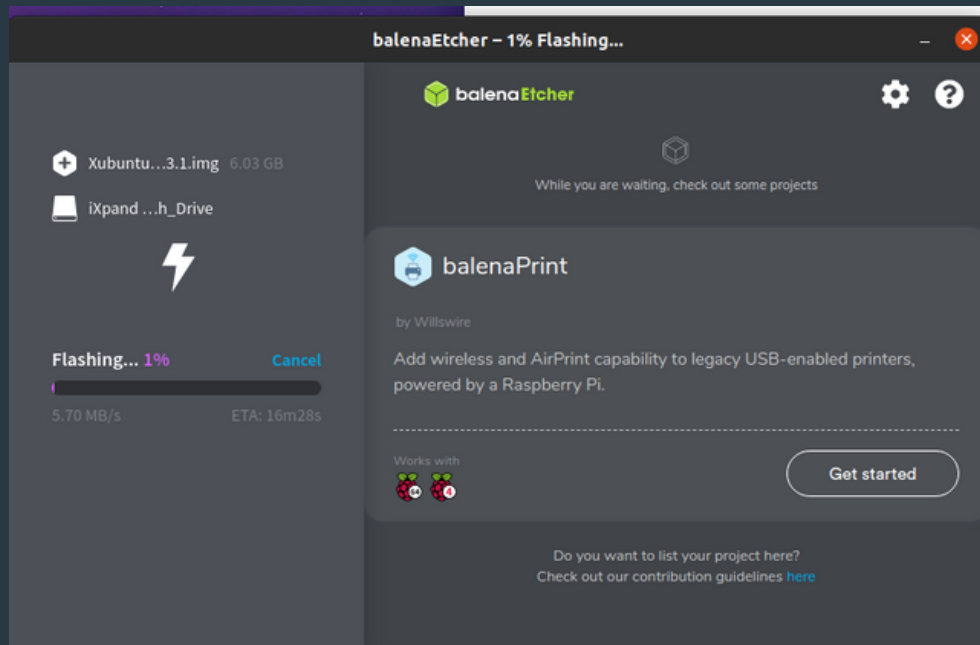 balenaEtcher – 1% Flashing...
Xubuntu...3.1.img 6.03 GB
iXpand ...h_Drive
Flashing... 1% Cancel
5.70 MB/s ETA: 16m28s
balenaEtcher
While you are waiting, check out some projects
balenaPrint
by Willswire
Add wireless and AirPrint capability to legacy USB-enabled printers,
powered by a Raspberry Pi.
Works with
64 4
Get started
Do you want to list your project here?
Check out our contribution guidelines here